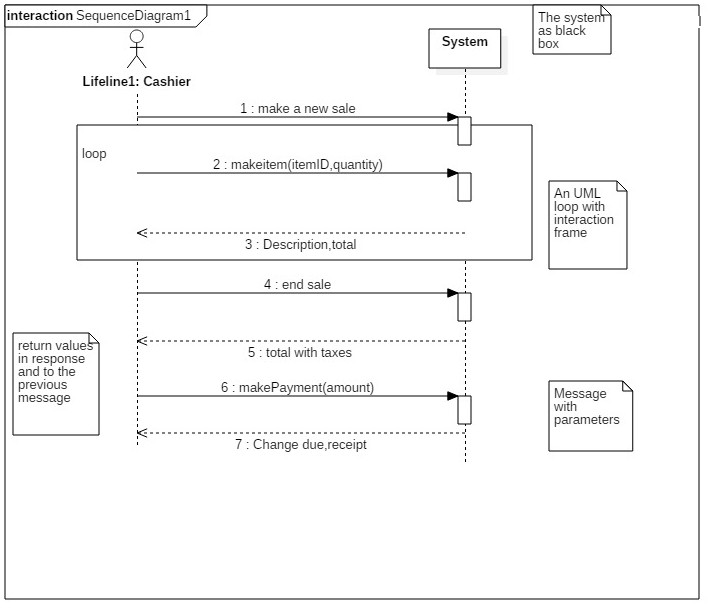 interaction SequenceDiagram1
The system
as black
box
System
Lifeline1: Cashier
1 : make a new sale
loop
2 : makeitem(itemID,quantity)
An UML
loop with
interaction
frame
3 : Description,total
4 : end sale
return values
in response
and to the
previous
message
5 : total with taxes
6 : makePayment(amount)
Message
with
parameters
7 : Change due,receipt